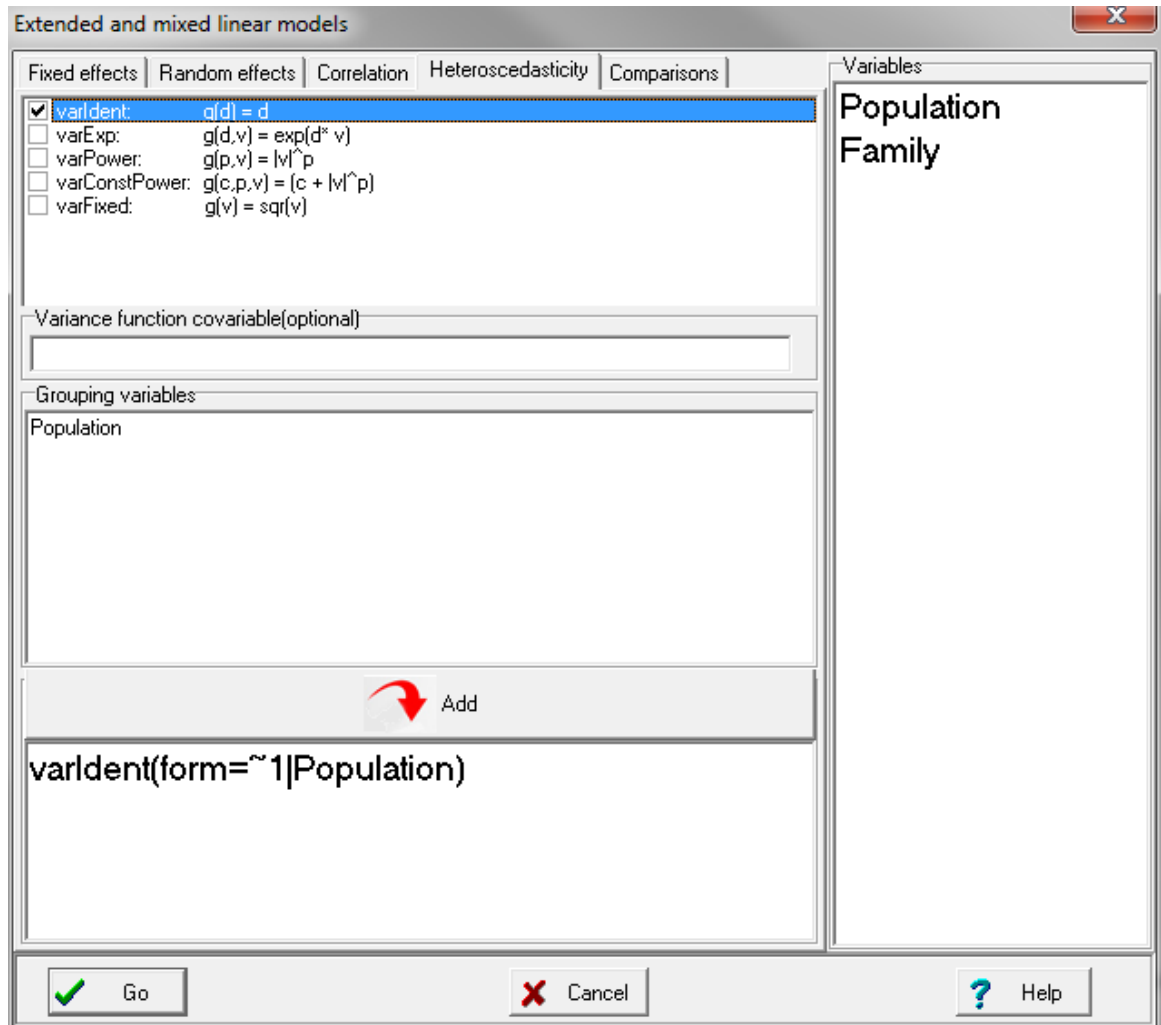 Extended and mixed linear models
x
Fixed effects Random effects Correlation Heteroscedasticity Comparisons
varIdent: g(d) = d
varExp: g(d,v) = exp(d* v)
varPower: g(p,v) = |v|^p
varConstPower: g(c,p,v) = (c + |v|^p)
varFixed: g(v) = sqr(v)
Variance function covariable(optional)
Grouping variables
Population
Add
varIdent(form=~1|Population)
Variables
Population
Family
Go Cancel ? Help